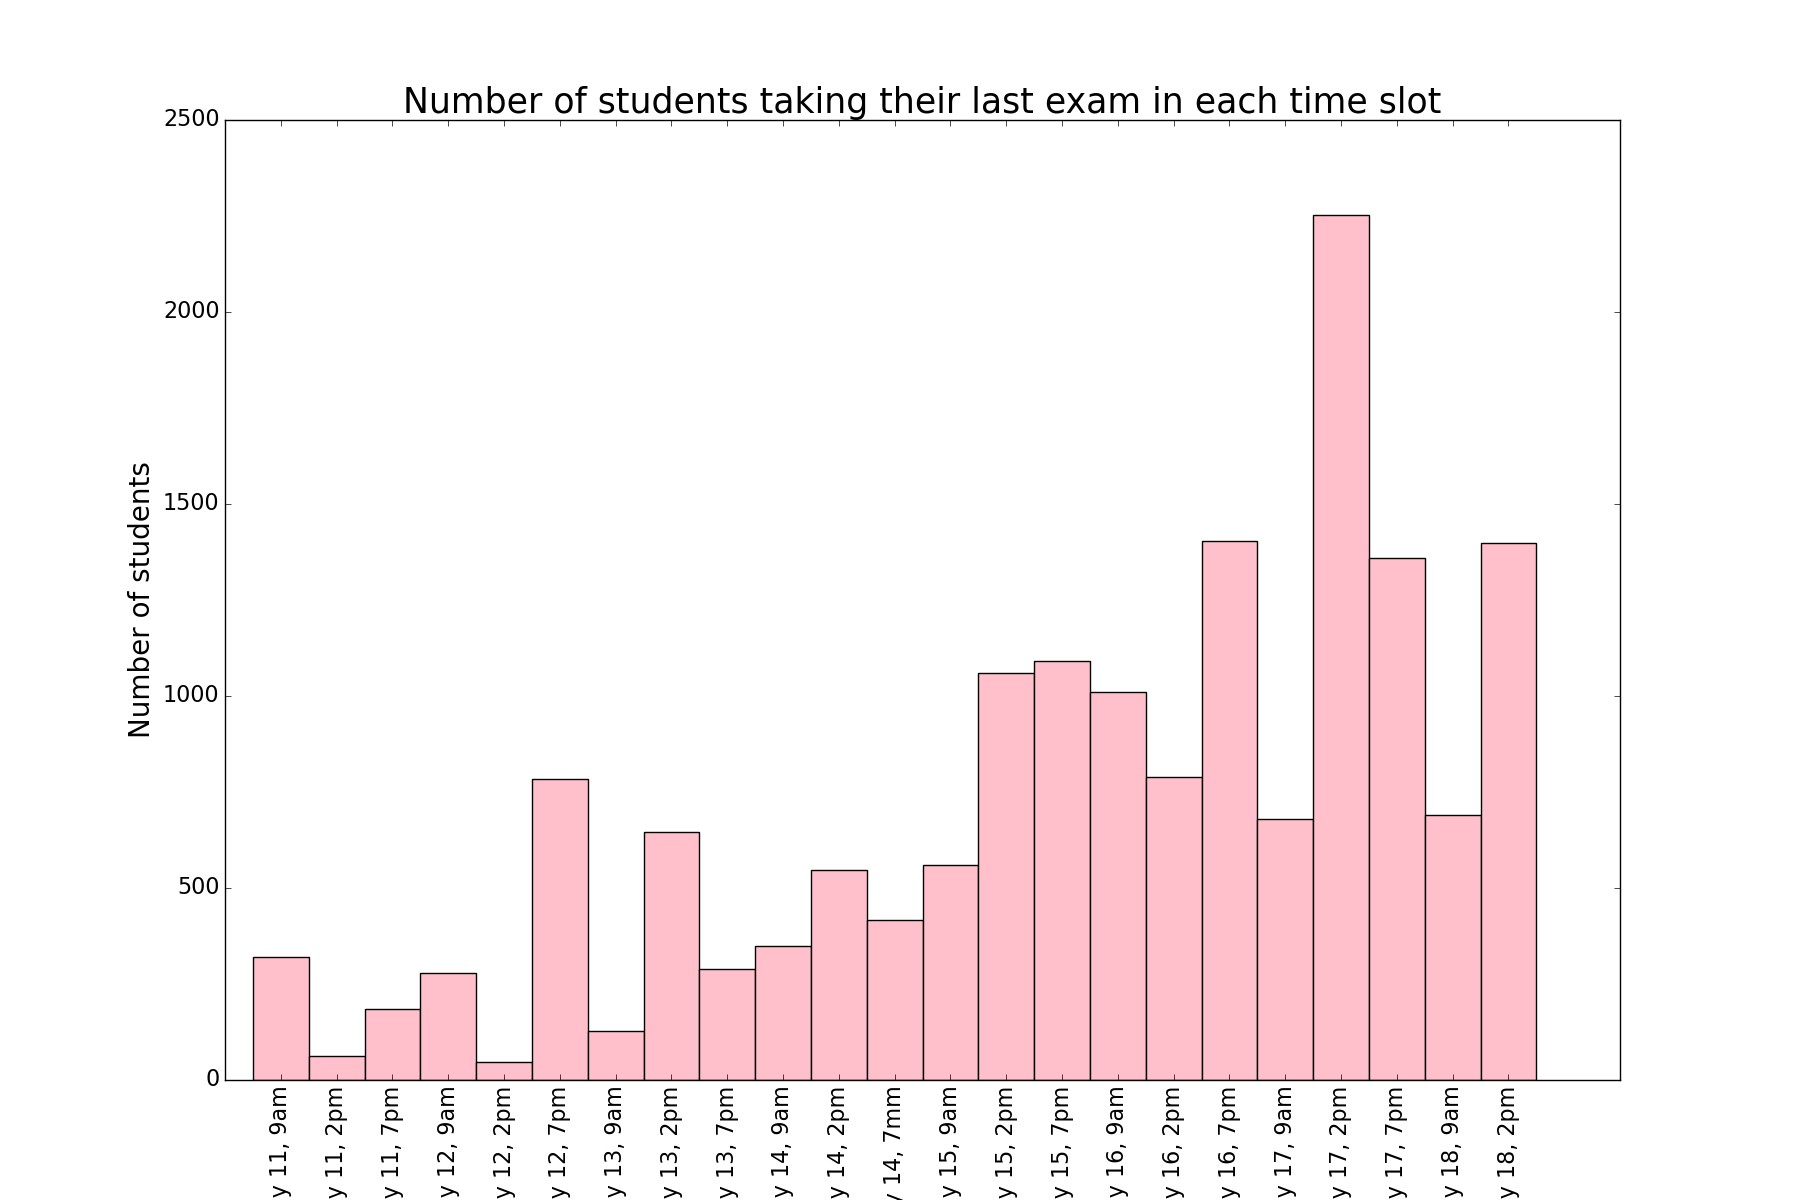 Number of students taking their last exam in each time slot
2500
2000
1500
1000
500
0
Number of students
y 11, 9am
y 11, 2pm
y 11, 7pm
y 12, 9am
y 12, 2pm
y 12, 7pm
y 13, 9am
y 13, 2pm
y 13, 7pm
y 14, 9am
y 14, 2pm
y 14, 7mm
y 15, 9am
y 15, 2pm
y 15, 7pm
y 16, 9am
y 16, 2pm
y 16, 7pm
y 17, 9am
y 17, 2pm
y 17, 7pm
y 18, 9am
y 18, 2pm